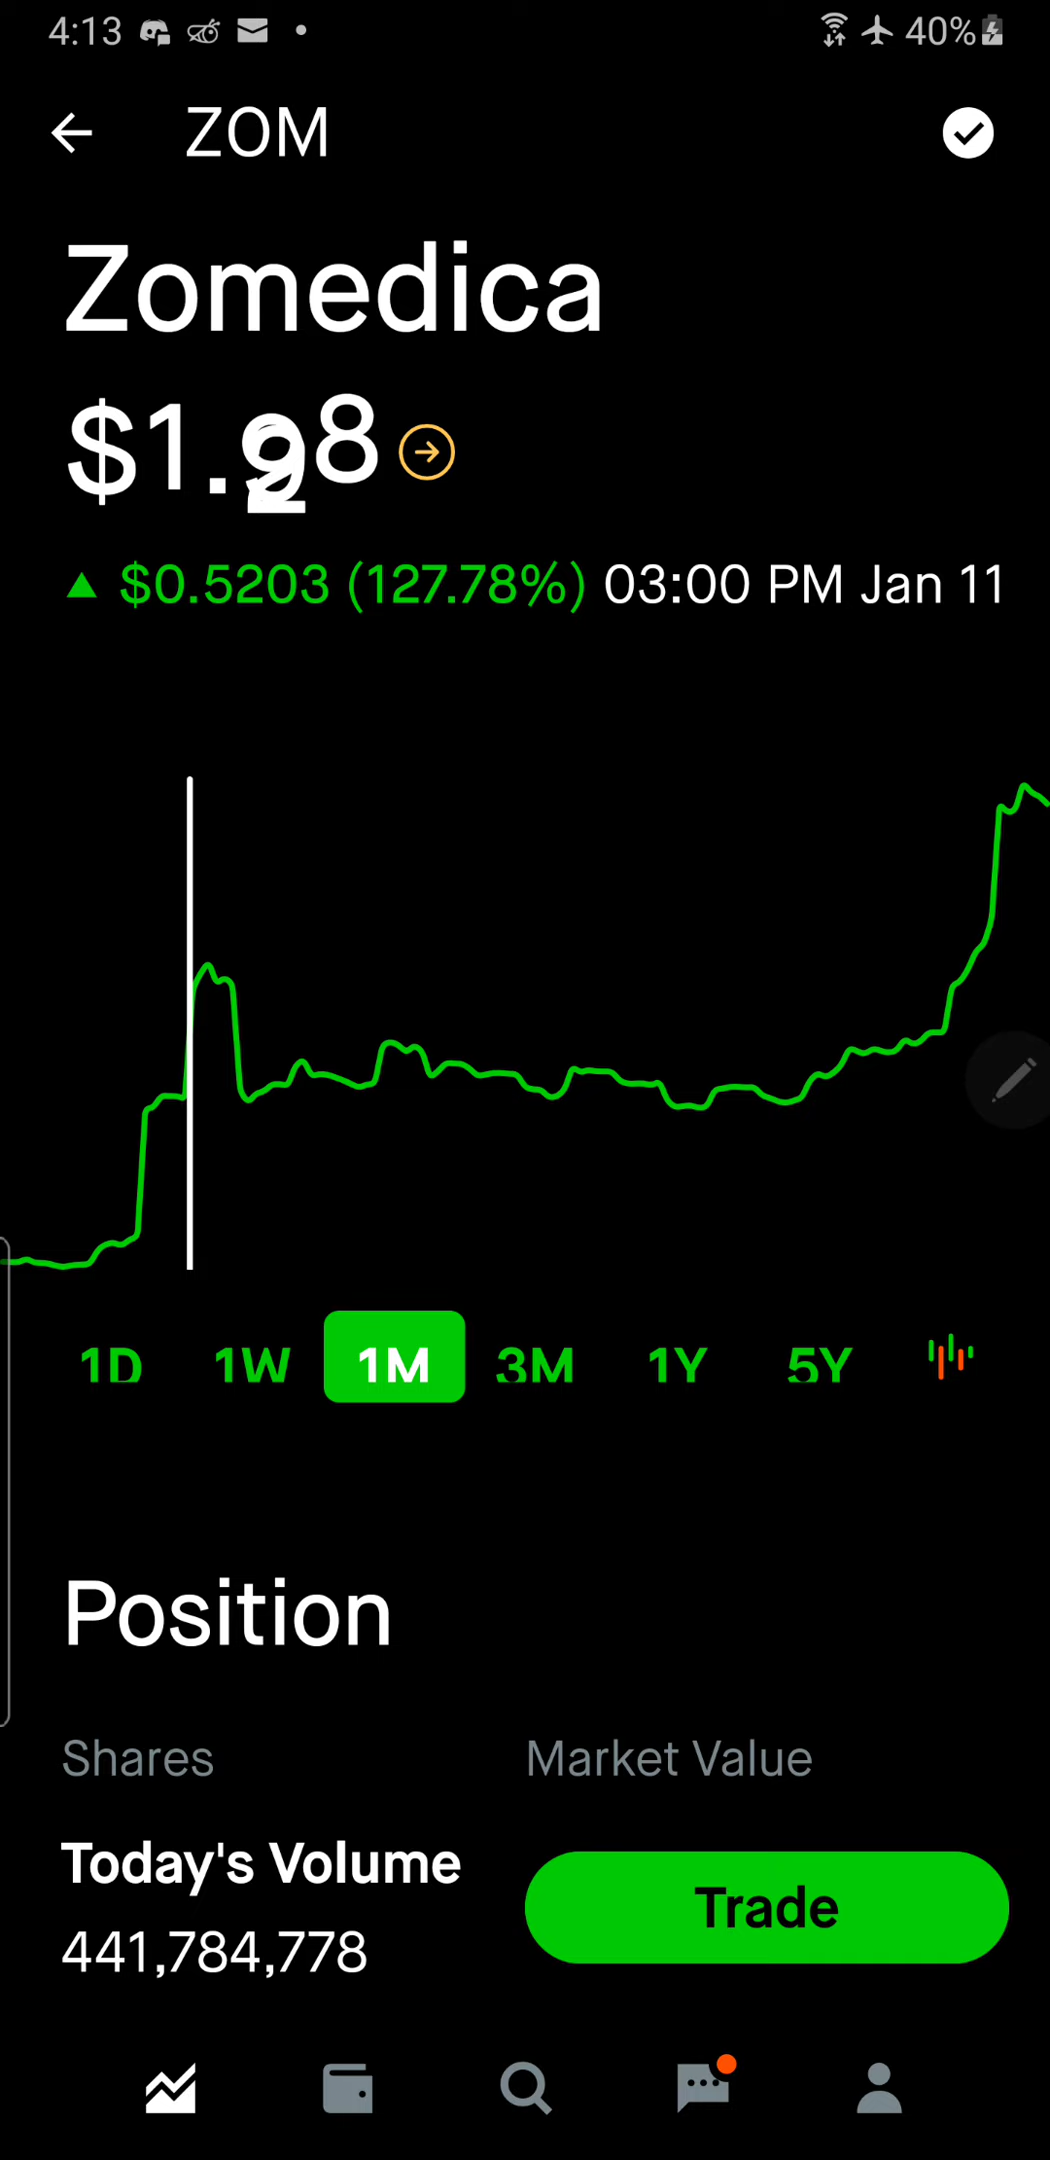 4:13 40%
ZOM
Zomedica
▲ $0.5203 (127.78%) 03:00 PM Jan 11
1D 1W 1M 3M 1Y 5Y
Position
Shares Market Value
Today's Volume
441,784,778
Trade